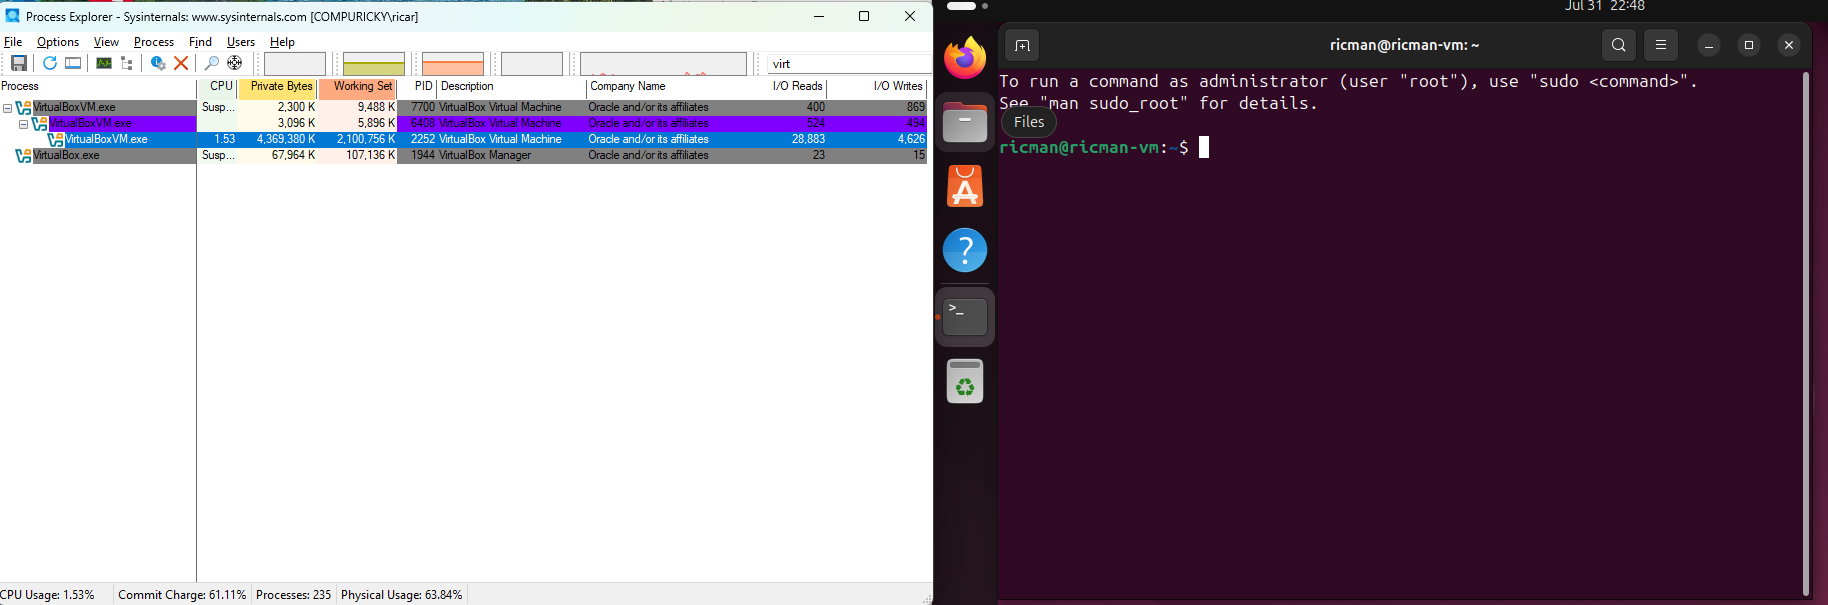 Process Explorer - Sysinternals: www.sysinternals.com [COMPURICKY\ricar]
File Options View Process Find Users Help
virt
Process CPU Private Bytes Working Set PID Description Company Name I/O Reads I/O Writes
VirtualBoxVM.exe Susp... 2,300 K 9,488 K 7700 VirtualBox Virtual Machine Oracle and/or its affiliates 400 869
VirtualBoxVM.exe 3,096 K 5,896 K 6408 VirtualBox Virtual Machine Oracle and/or its affiliates 524 494
VirtualBoxVM.exe 1.53 4,369,380 K 2,100,756 K 2252 VirtualBox Virtual Machine Oracle and/or its affiliates 28,883 4,626
VirtualBox.exe Susp... 67,964 K 107,136 K 1944 VirtualBox Manager Oracle and/or its affiliates 23 15
CPU Usage: 1.53% Commit Charge: 61.11% Processes: 235 Physical Usage: 63.84%
Jul 31 22:48
ricman@ricman-vm: ~
To run a command as administrator (user "root"), use "sudo <command>".
See "man sudo_root" for details.
Files
ricman@ricman-vm:~$